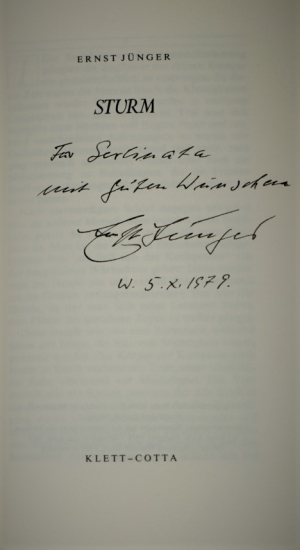 ERNST JÜNGER
STURM
Für
mit guten Wünschen
Ernst Jünger
W. 5.X.1979.
KLETT-COTTA